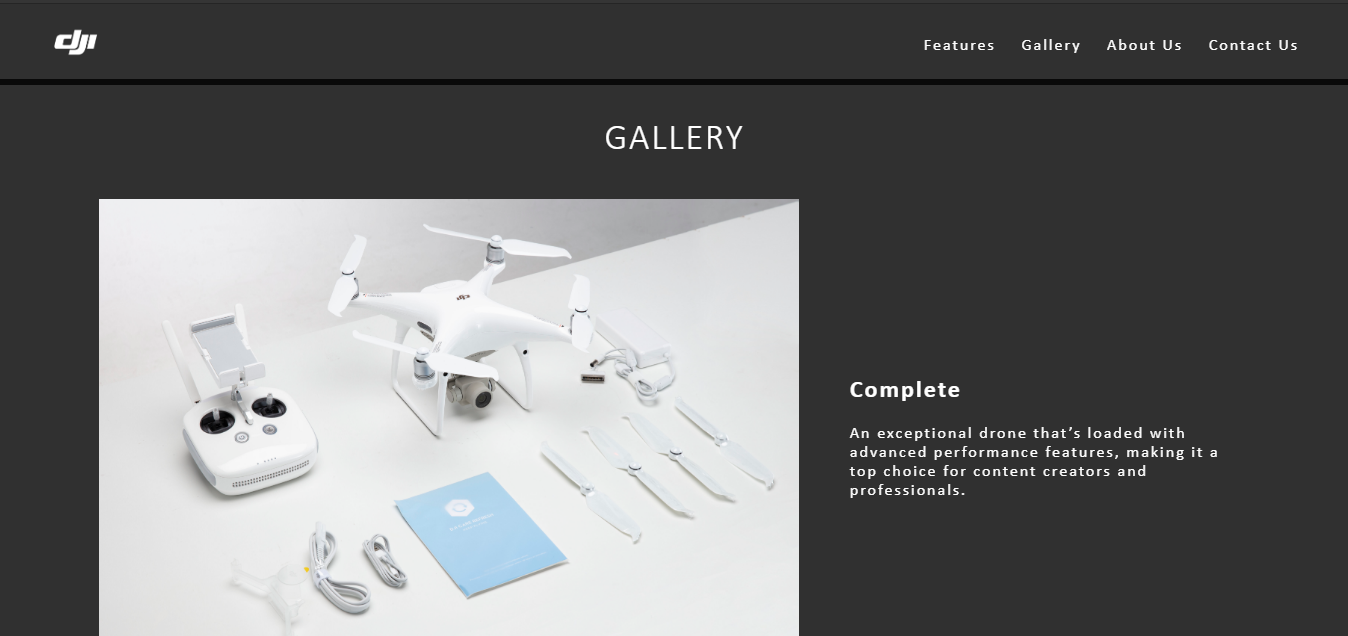 dji
Features Gallery About Us Contact Us
GALLERY
dji
Complete
An exceptional drone that’s loaded with
advanced performance features, making it a
top choice for content creators and
professionals.